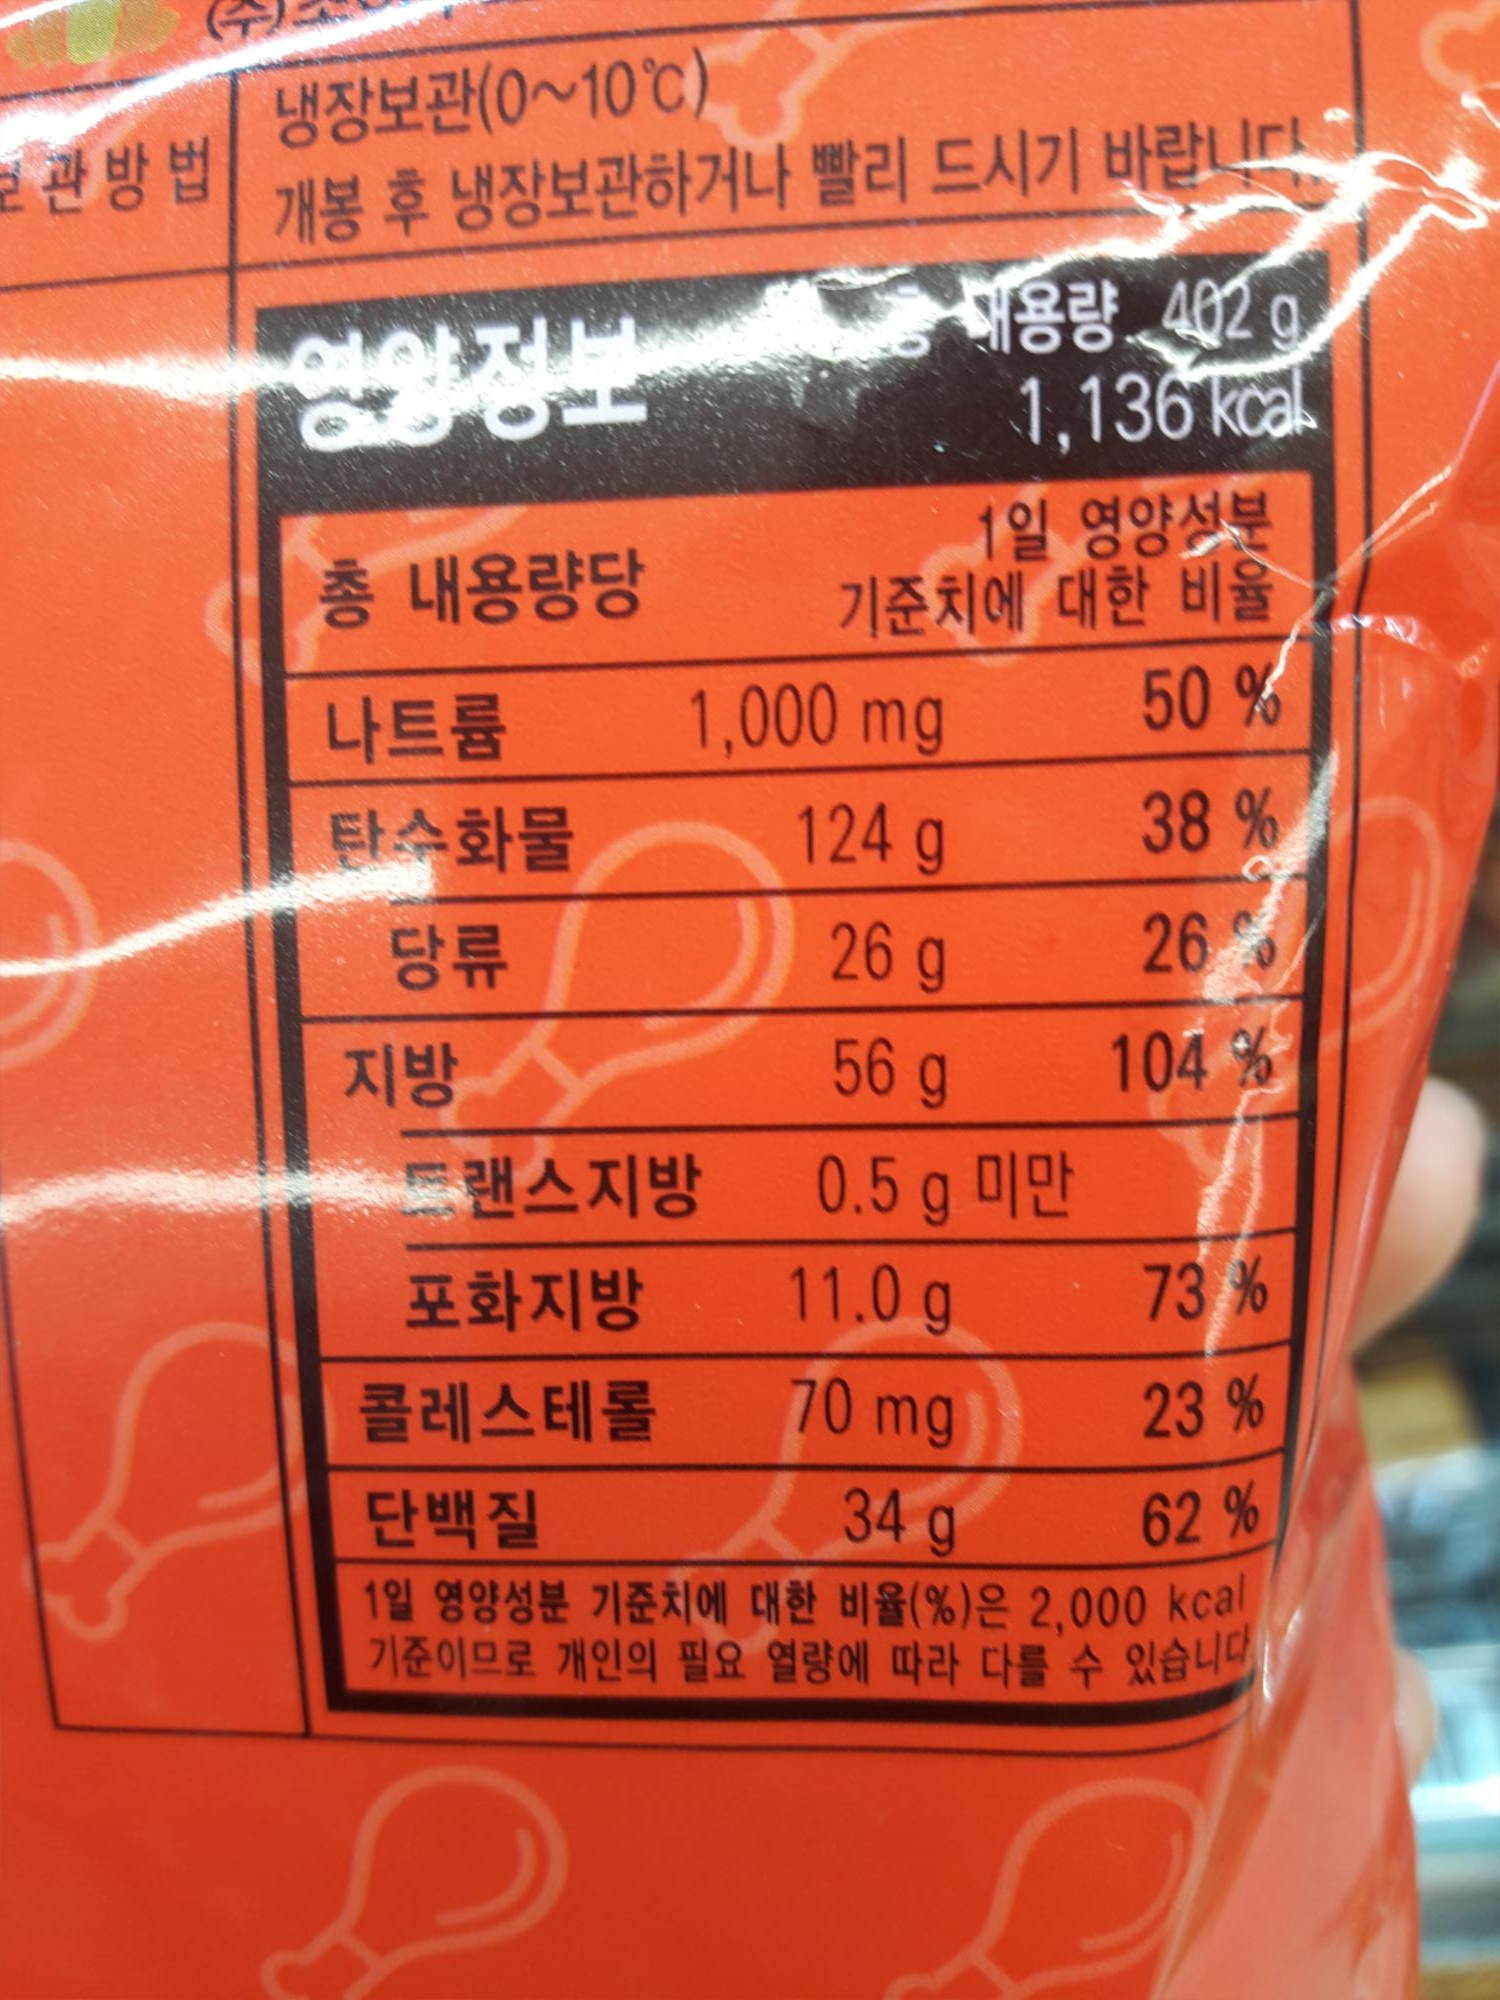 (주)
냉장보관(0~10℃)
보관방법
개봉 후 냉장보관하거나 빨리 드시기 바랍니다.
영양정보
총 내용량 402 g
1,136 kcal
총 내용량당
1일 영양성분
기준치에 대한 비율
나트륨 1,000 mg 50 %
탄수화물 124 g 38 %
당류 26 g 26 %
지방 56 g 104 %
트랜스지방 0.5 g 미만
포화지방 11.0 g 73 %
콜레스테롤 70 mg 23 %
단백질 34 g 62 %
1일 영양성분 기준치에 대한 비율(%)은 2,000 kcal
기준이므로 개인의 필요 열량에 따라 다를 수 있습니다.